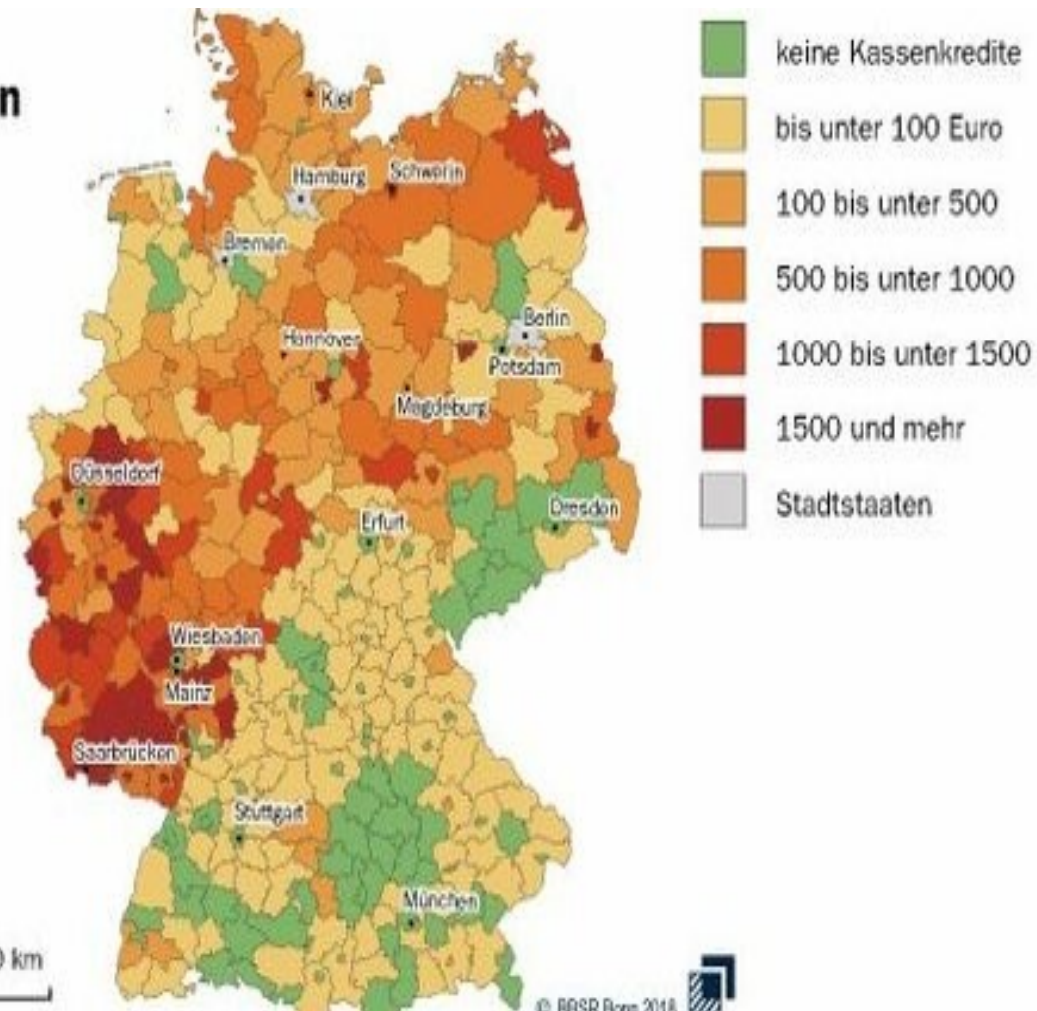 n
keine Kassenkredite
bis unter 100 Euro
100 bis unter 500
500 bis unter 1000
1000 bis unter 1500
1500 und mehr
Stadtstaaten
Kiel
Hamburg
Schwerin
Bremen
Berlin
Hannover
Potsdam
Magdeburg
Düsseldorf
Dresden
Erfurt
Wiesbaden
Mainz
Saarbrücken
Stuttgart
München
0 km
© BBSR Bonn 2018